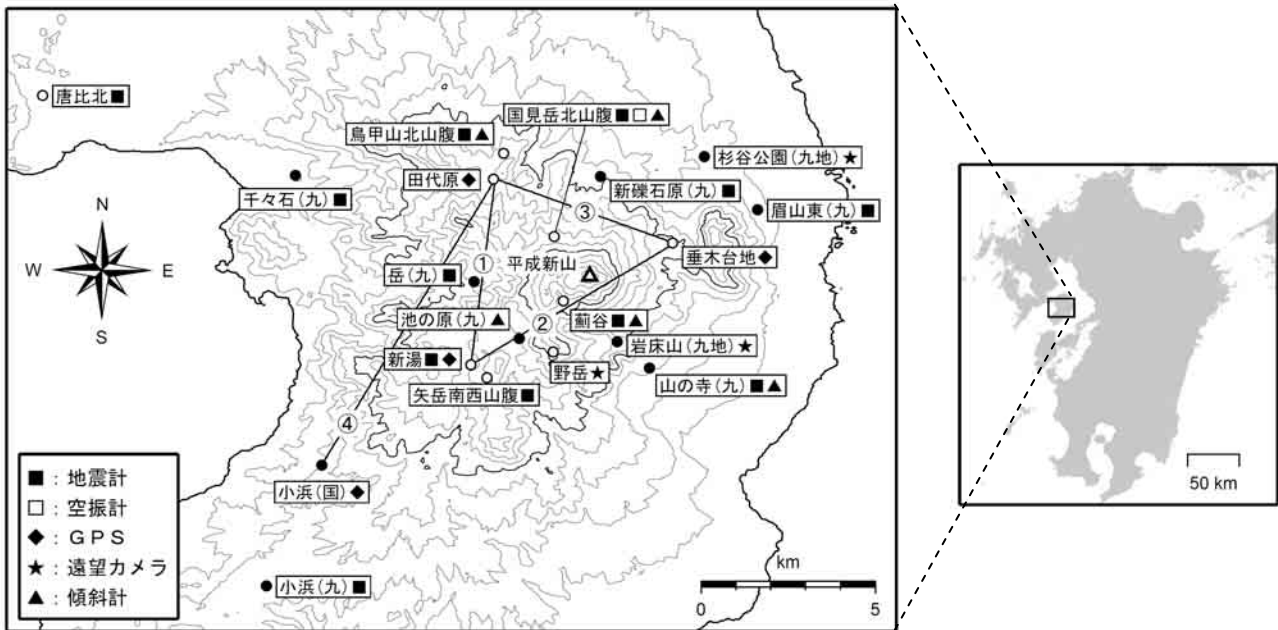 唐比北■
国見岳北山腹■□▲
鳥甲山北山腹■▲
杉谷公園(九地)★
田代原◆
千々石(九)■
新礫石原(九)■
眉山東(九)■
③
N
W
E
S
①
垂木台地◆
平成新山
岳(九)■
池の原(九)▲
②
薊谷■▲
新湯■◆
岩床山(九地)★
野岳★
矢岳南西山腹■
山の寺(九)■▲
④
小浜(国)◆
小浜(九)■
■：地震計
□：空振計
◆：GPS
★：遠望カメラ
▲：傾斜計
km
0
5
50 km